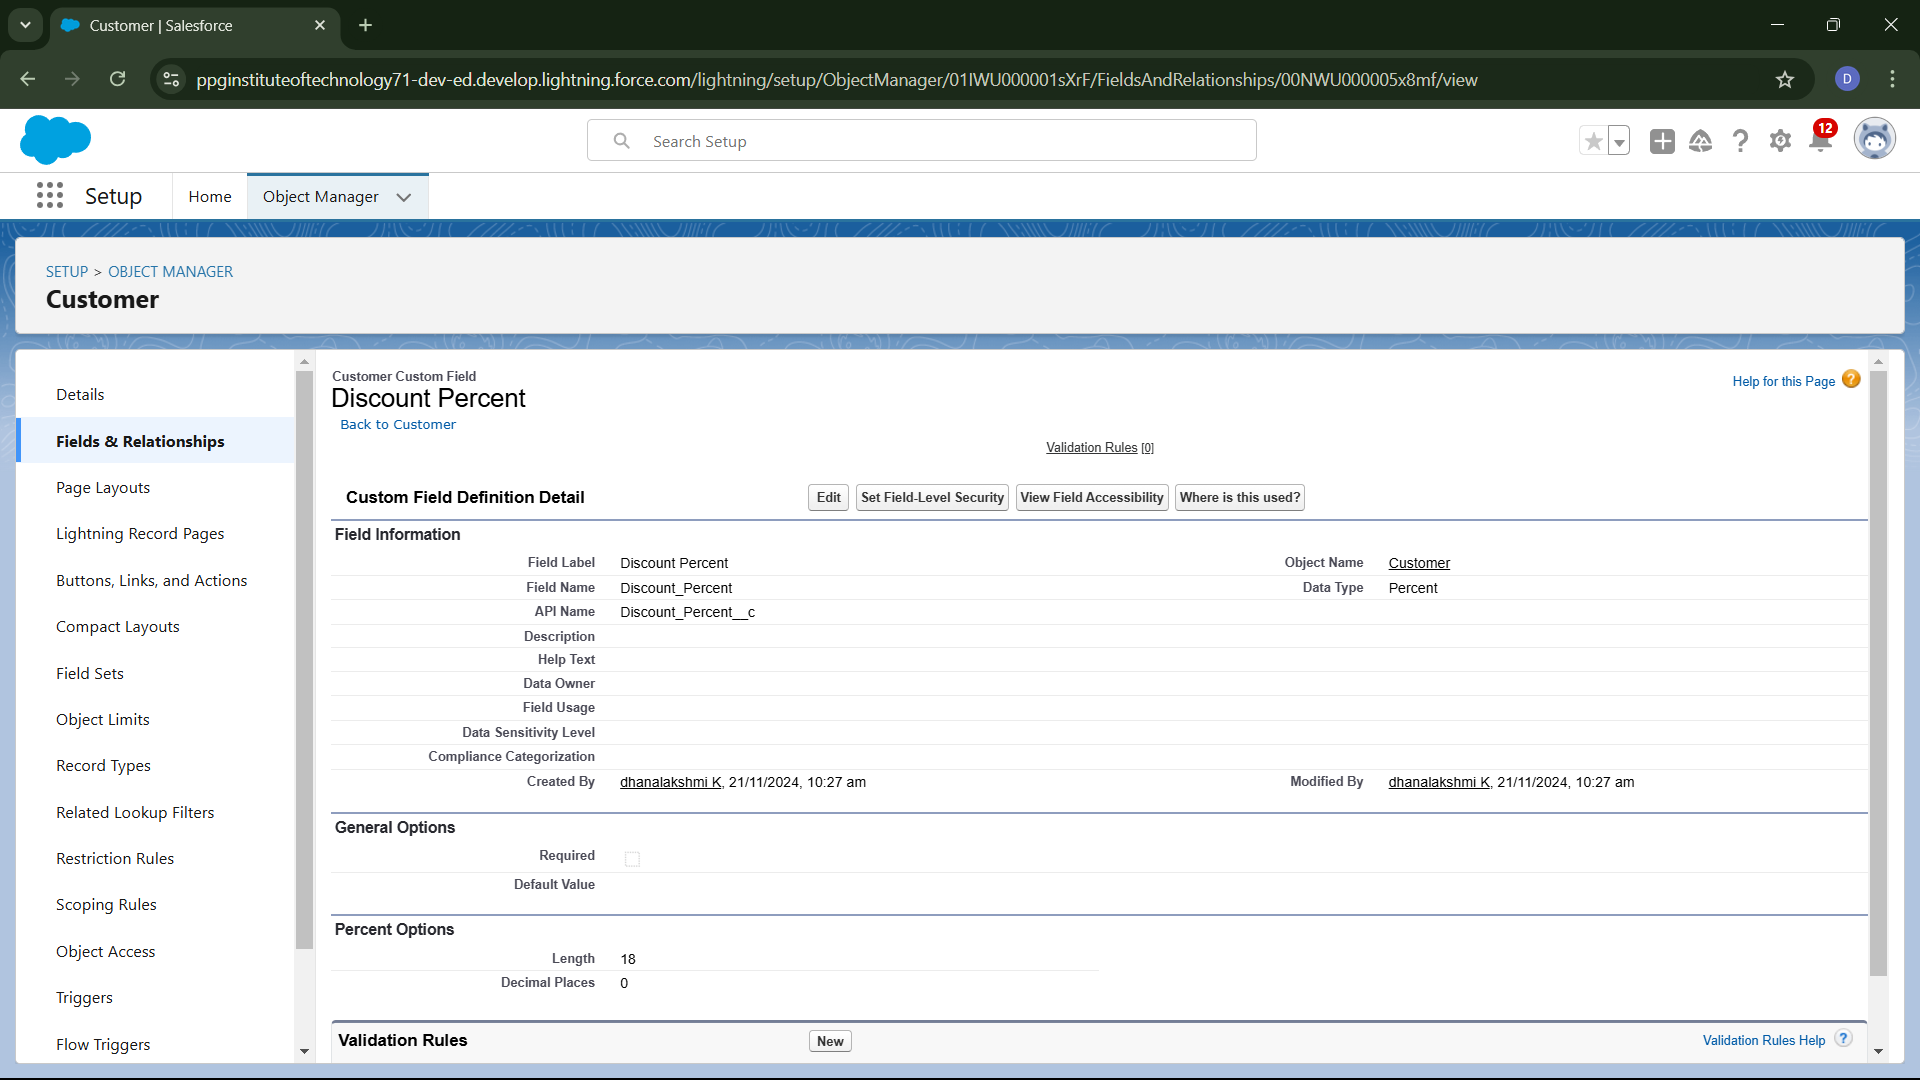 Customer | Salesforce
ppginstituteoftechnology71-dev-ed.develop.lightning.force.com/lightning/setup/ObjectManager/01IWU000001sXrF/FieldsAndRelationships/00NWU000005x8mf/view
D
Search Setup
12
Setup
Home
Object Manager
SETUP > OBJECT MANAGER
Customer
Details
Fields & Relationships
Page Layouts
Lightning Record Pages
Buttons, Links, and Actions
Compact Layouts
Field Sets
Object Limits
Record Types
Related Lookup Filters
Restriction Rules
Scoping Rules
Object Access
Triggers
Flow Triggers
Customer Custom Field
Discount Percent
Back to Customer
Help for this Page ?
Validation Rules [0]
Custom Field Definition Detail
Edit
Set Field-Level Security
View Field Accessibility
Where is this used?
Field Information
Field Label Discount Percent Object Name Customer
Field Name Discount_Percent Data Type Percent
API Name Discount_Percent__c
Description
Help Text
Data Owner
Field Usage
Data Sensitivity Level
Compliance Categorization
Created By dhanalakshmi K, 21/11/2024, 10:27 am Modified By dhanalakshmi K, 21/11/2024, 10:27 am
General Options
Required
Default Value
Percent Options
Length 18
Decimal Places 0
Validation Rules
New
Validation Rules Help ?